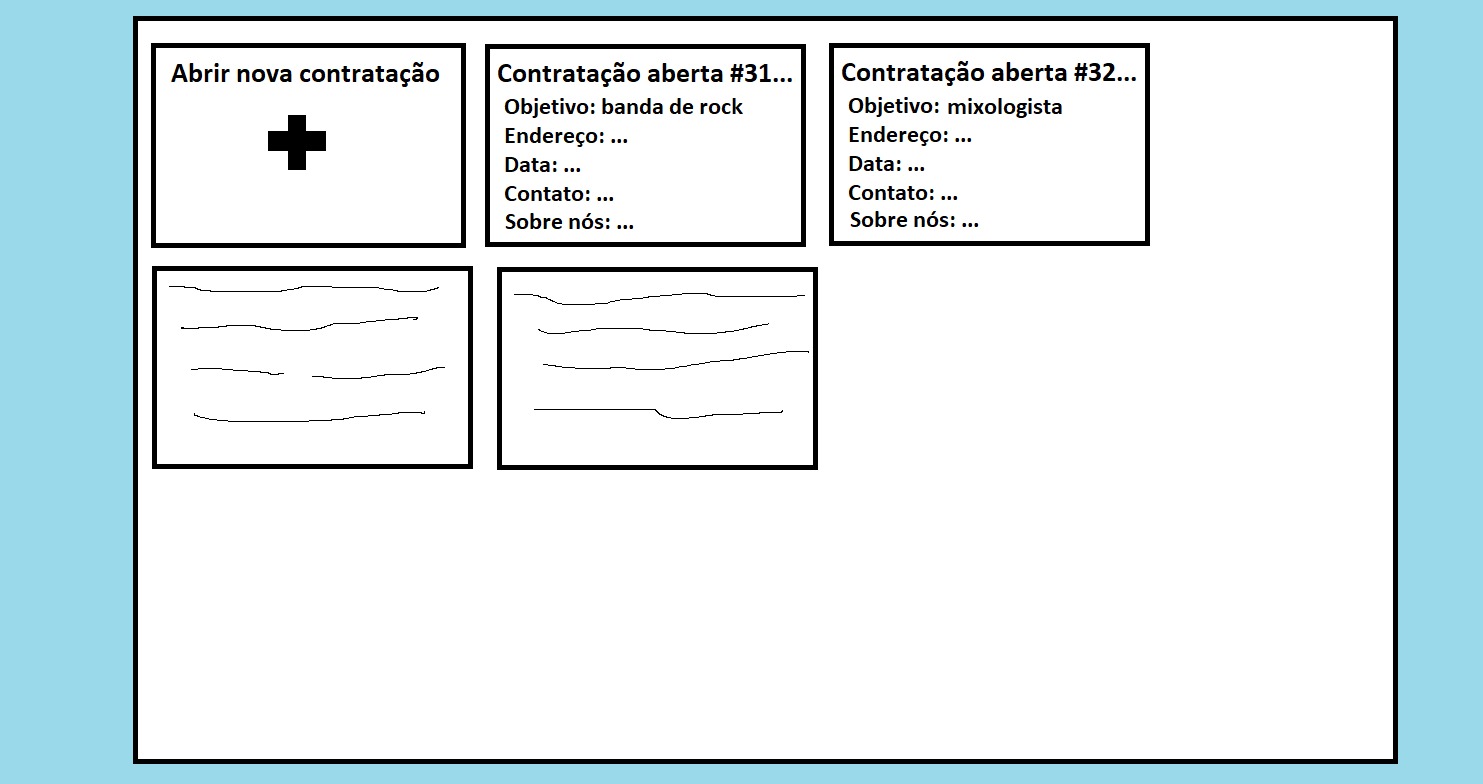 Abrir nova contratação
Contratação aberta #31...
Objetivo: banda de rock
Endereço: ...
Data: ...
Contato: ...
Sobre nós: ...
Contratação aberta #32...
Objetivo: mixologista
Endereço: ...
Data: ...
Contato: ...
Sobre nós: ...